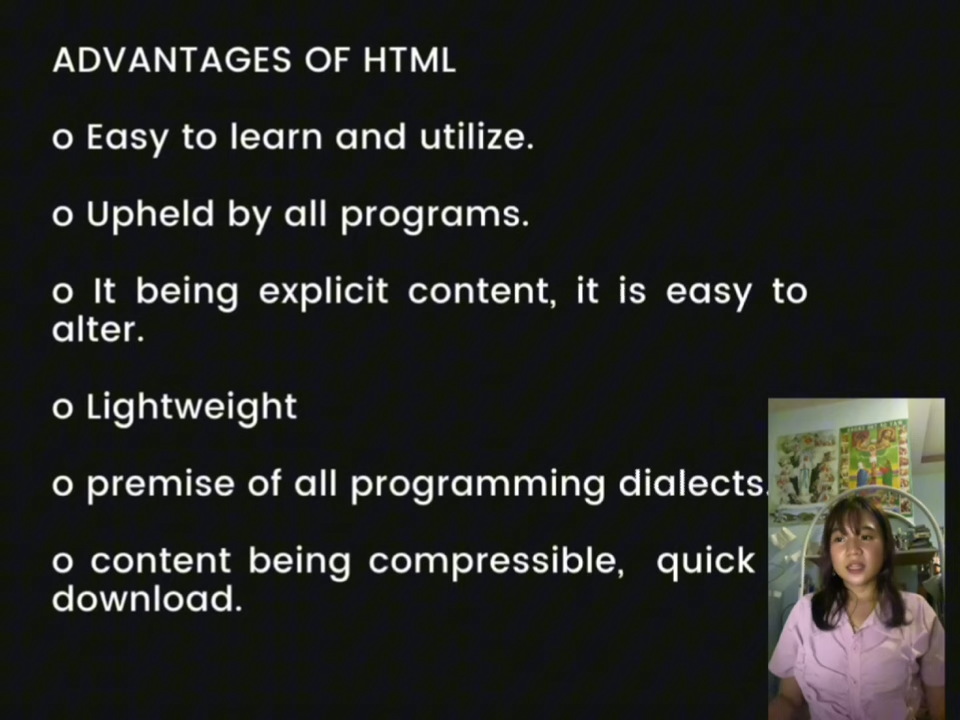 ADVANTAGES OF HTML
o Easy to learn and utilize.
o Upheld by all programs.
o It being explicit content, it is easy to
alter.
o Lightweight
o premise of all programming dialects.
o content being compressible, quick
download.